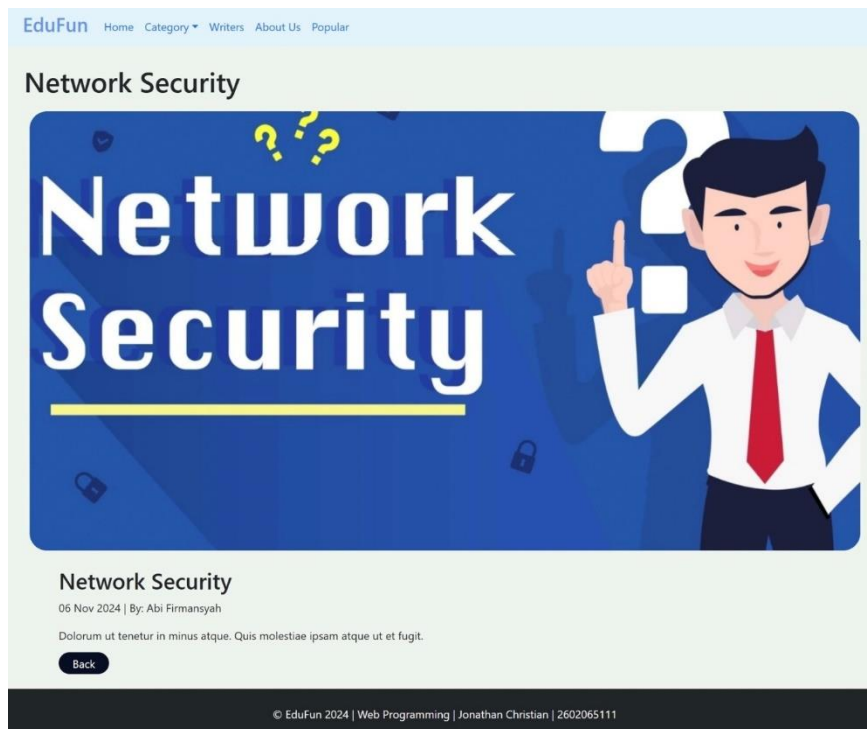 EduFun Home Category Writers About Us Popular
Network Security
? ? ?
?
Network
Security
Network Security
06 Nov 2024 | By: Abi Firmansyah
Dolorum ut tenetur in minus atque. Quis molestiae ipsam atque ut et fugit.
Back
© EduFun 2024 | Web Programming | Jonathan Christian | 2602065111